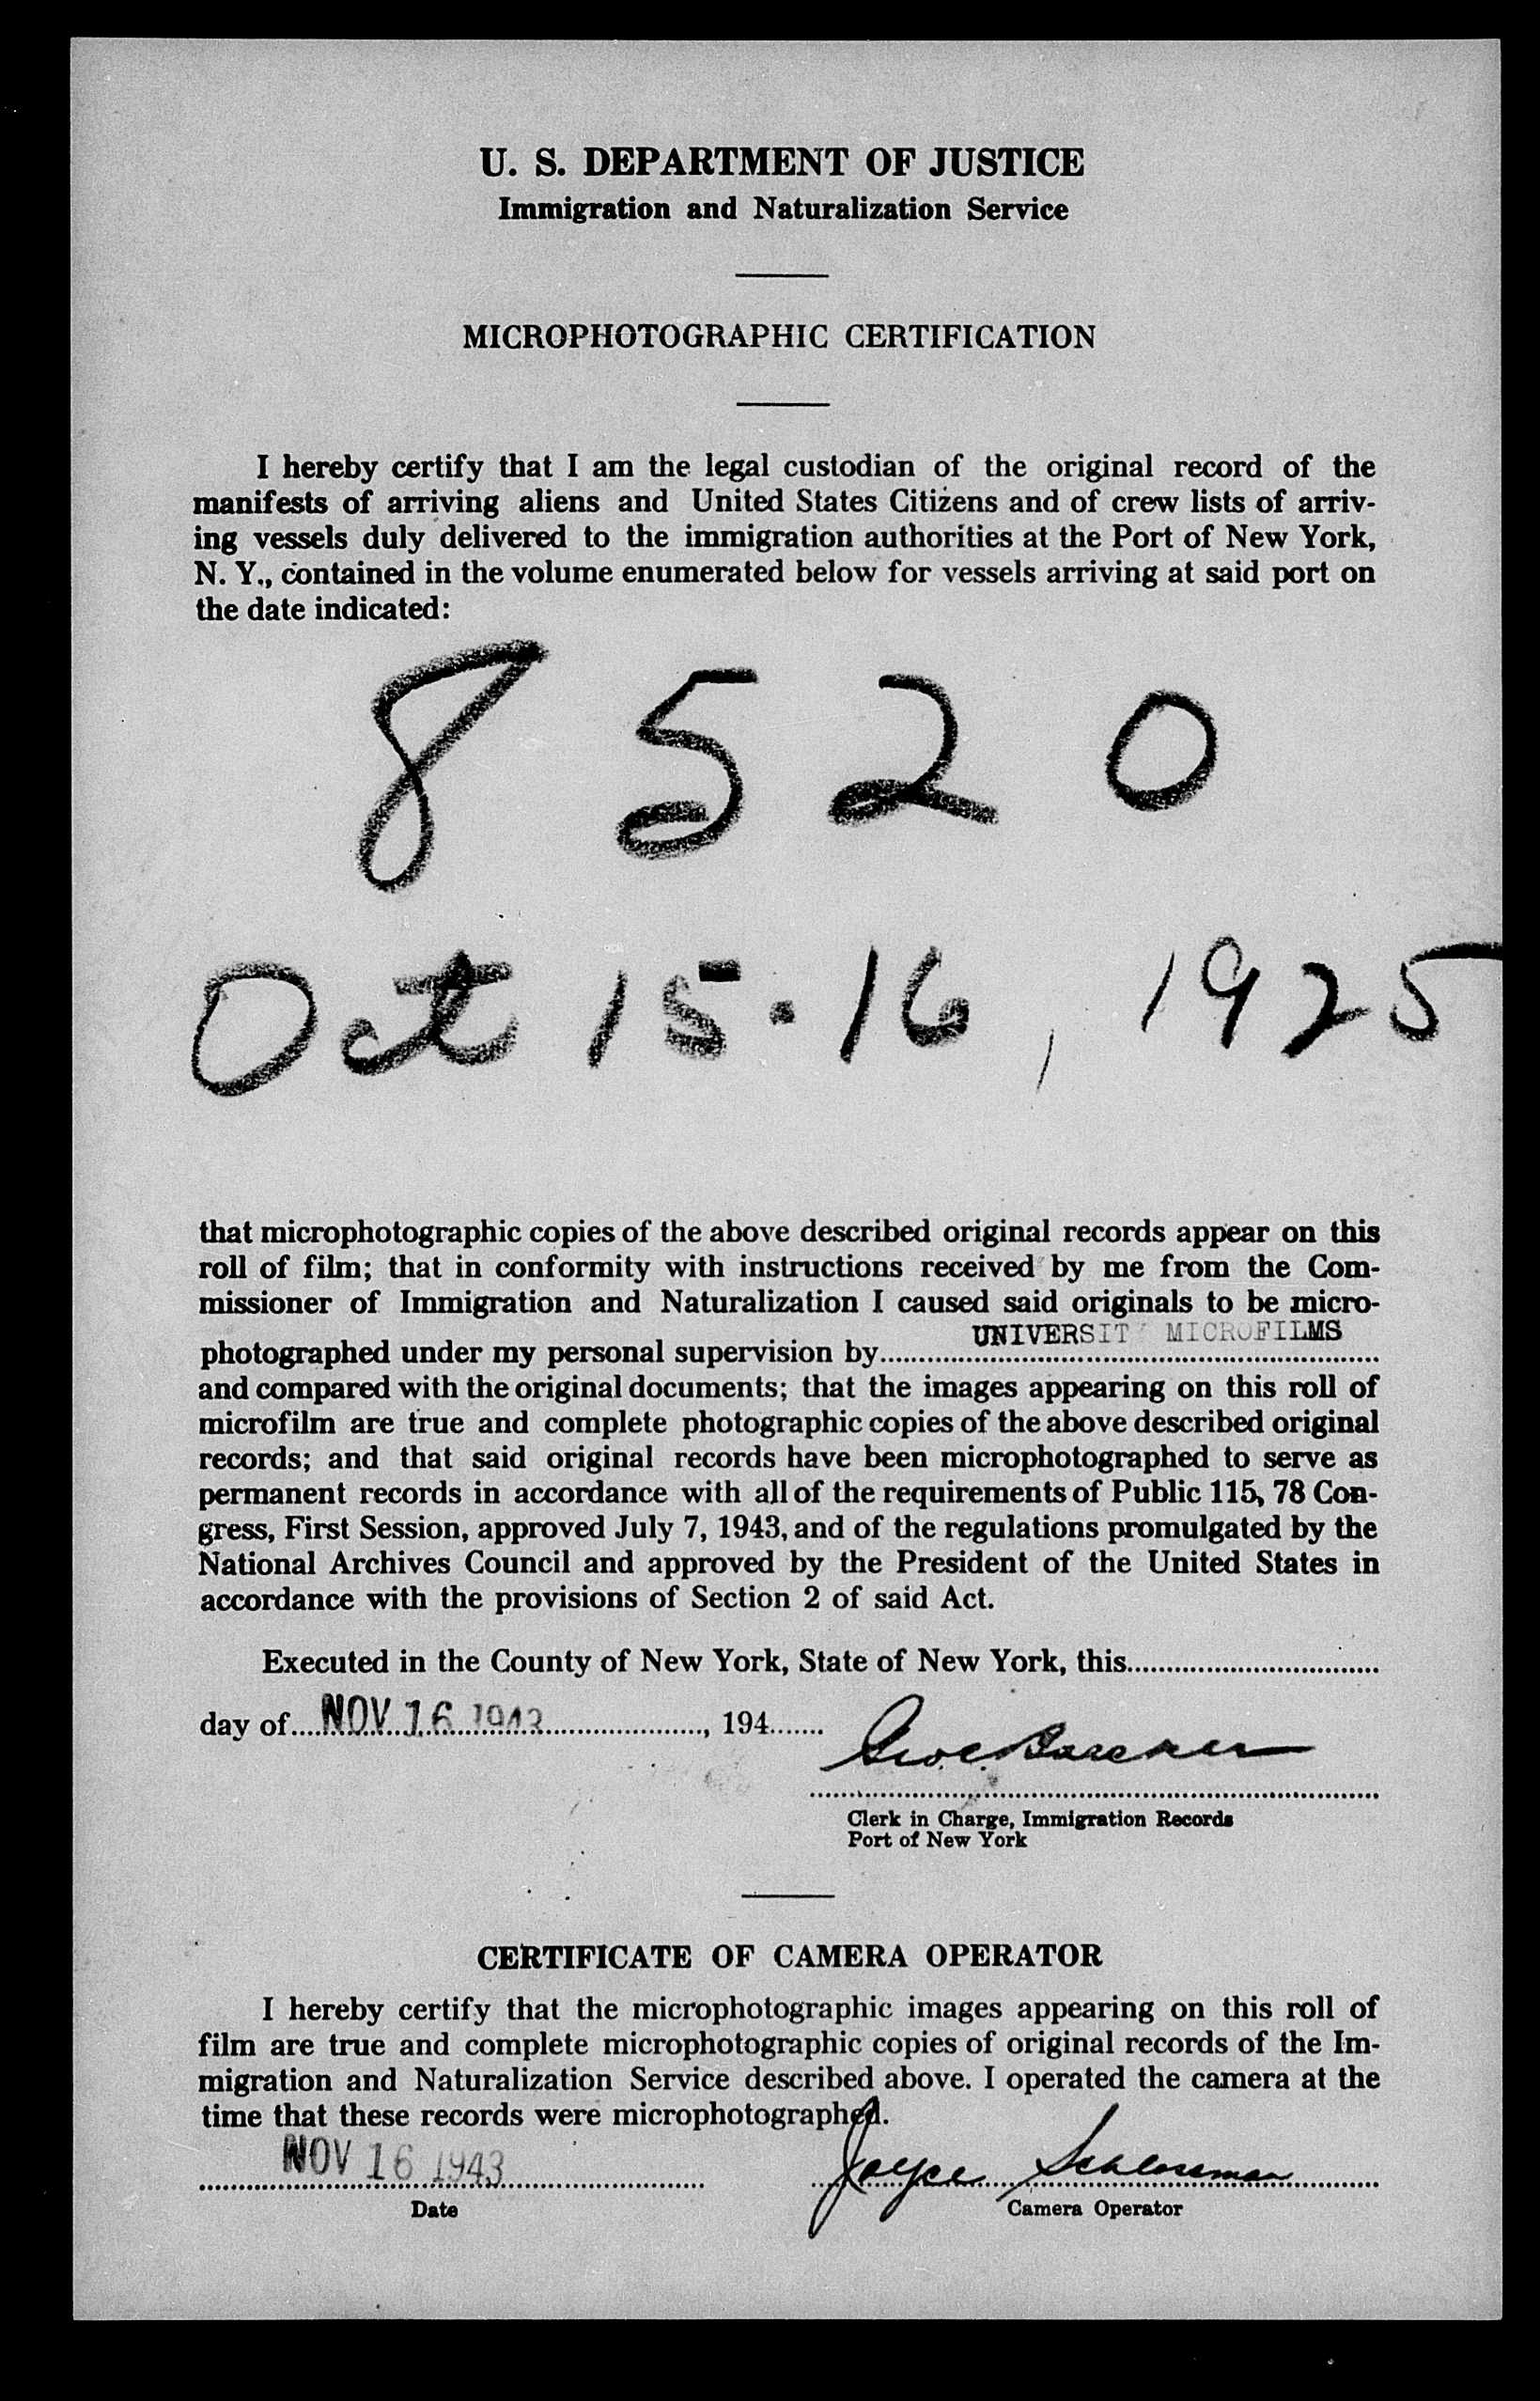 U. S. DEPARTMENT OF JUSTICE
Immigration and Naturalization Service
MICROPHOTOGRAPHIC CERTIFICATION
I hereby certify that I am the legal custodian of the original record of the
manifests of arriving aliens and United States Citizens and of crew lists of arriv-
ing vessels duly delivered to the immigration authorities at the Port of New York,
N. Y., contained in the volume enumerated below for vessels arriving at said port on
the date indicated:
8 5 2 0
Oct 15-16, 1925
that microphotographic copies of the above described original records appear on this
roll of film; that in conformity with instructions received by me from the Com-
missioner of Immigration and Naturalization I caused said originals to be micro-
UNIVERSITY MICROFILMS
photographed under my personal supervision by
and compared with the original documents; that the images appearing on this roll of
microfilm are true and complete photographic copies of the above described original
records; and that said original records have been microphotographed to serve as
permanent records in accordance with all of the requirements of Public 115, 78 Con-
gress, First Session, approved July 7, 1943, and of the regulations promulgated by the
National Archives Council and approved by the President of the United States in
accordance with the provisions of Section 2 of said Act.
Executed in the County of New York, State of New York, this
day of NOV 16 1943, 194
Clerk in Charge, Immigration Records
Port of New York
CERTIFICATE OF CAMERA OPERATOR
I hereby certify that the microphotographic images appearing on this roll of
film are true and complete microphotographic copies of original records of the Im-
migration and Naturalization Service described above. I operated the camera at the
time that these records were microphotographed.
NOV 16 1943 Joyce
Date Camera Operator